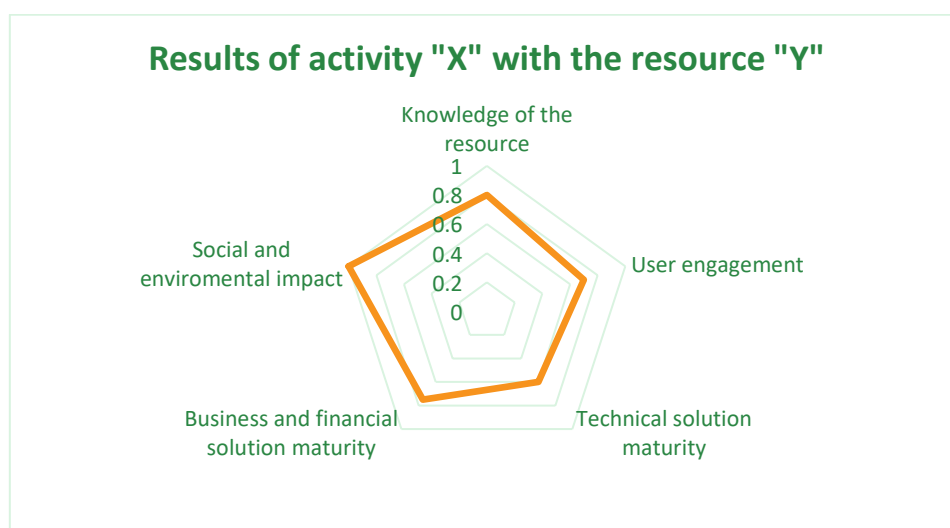 Results of activity "X" with the resource "Y"
Knowledge of the
resource
1
0.8
0.6
0.4
0.2
0
User engagement
Technical solution
maturity
Business and financial
solution maturity
Social and
enviromental impact